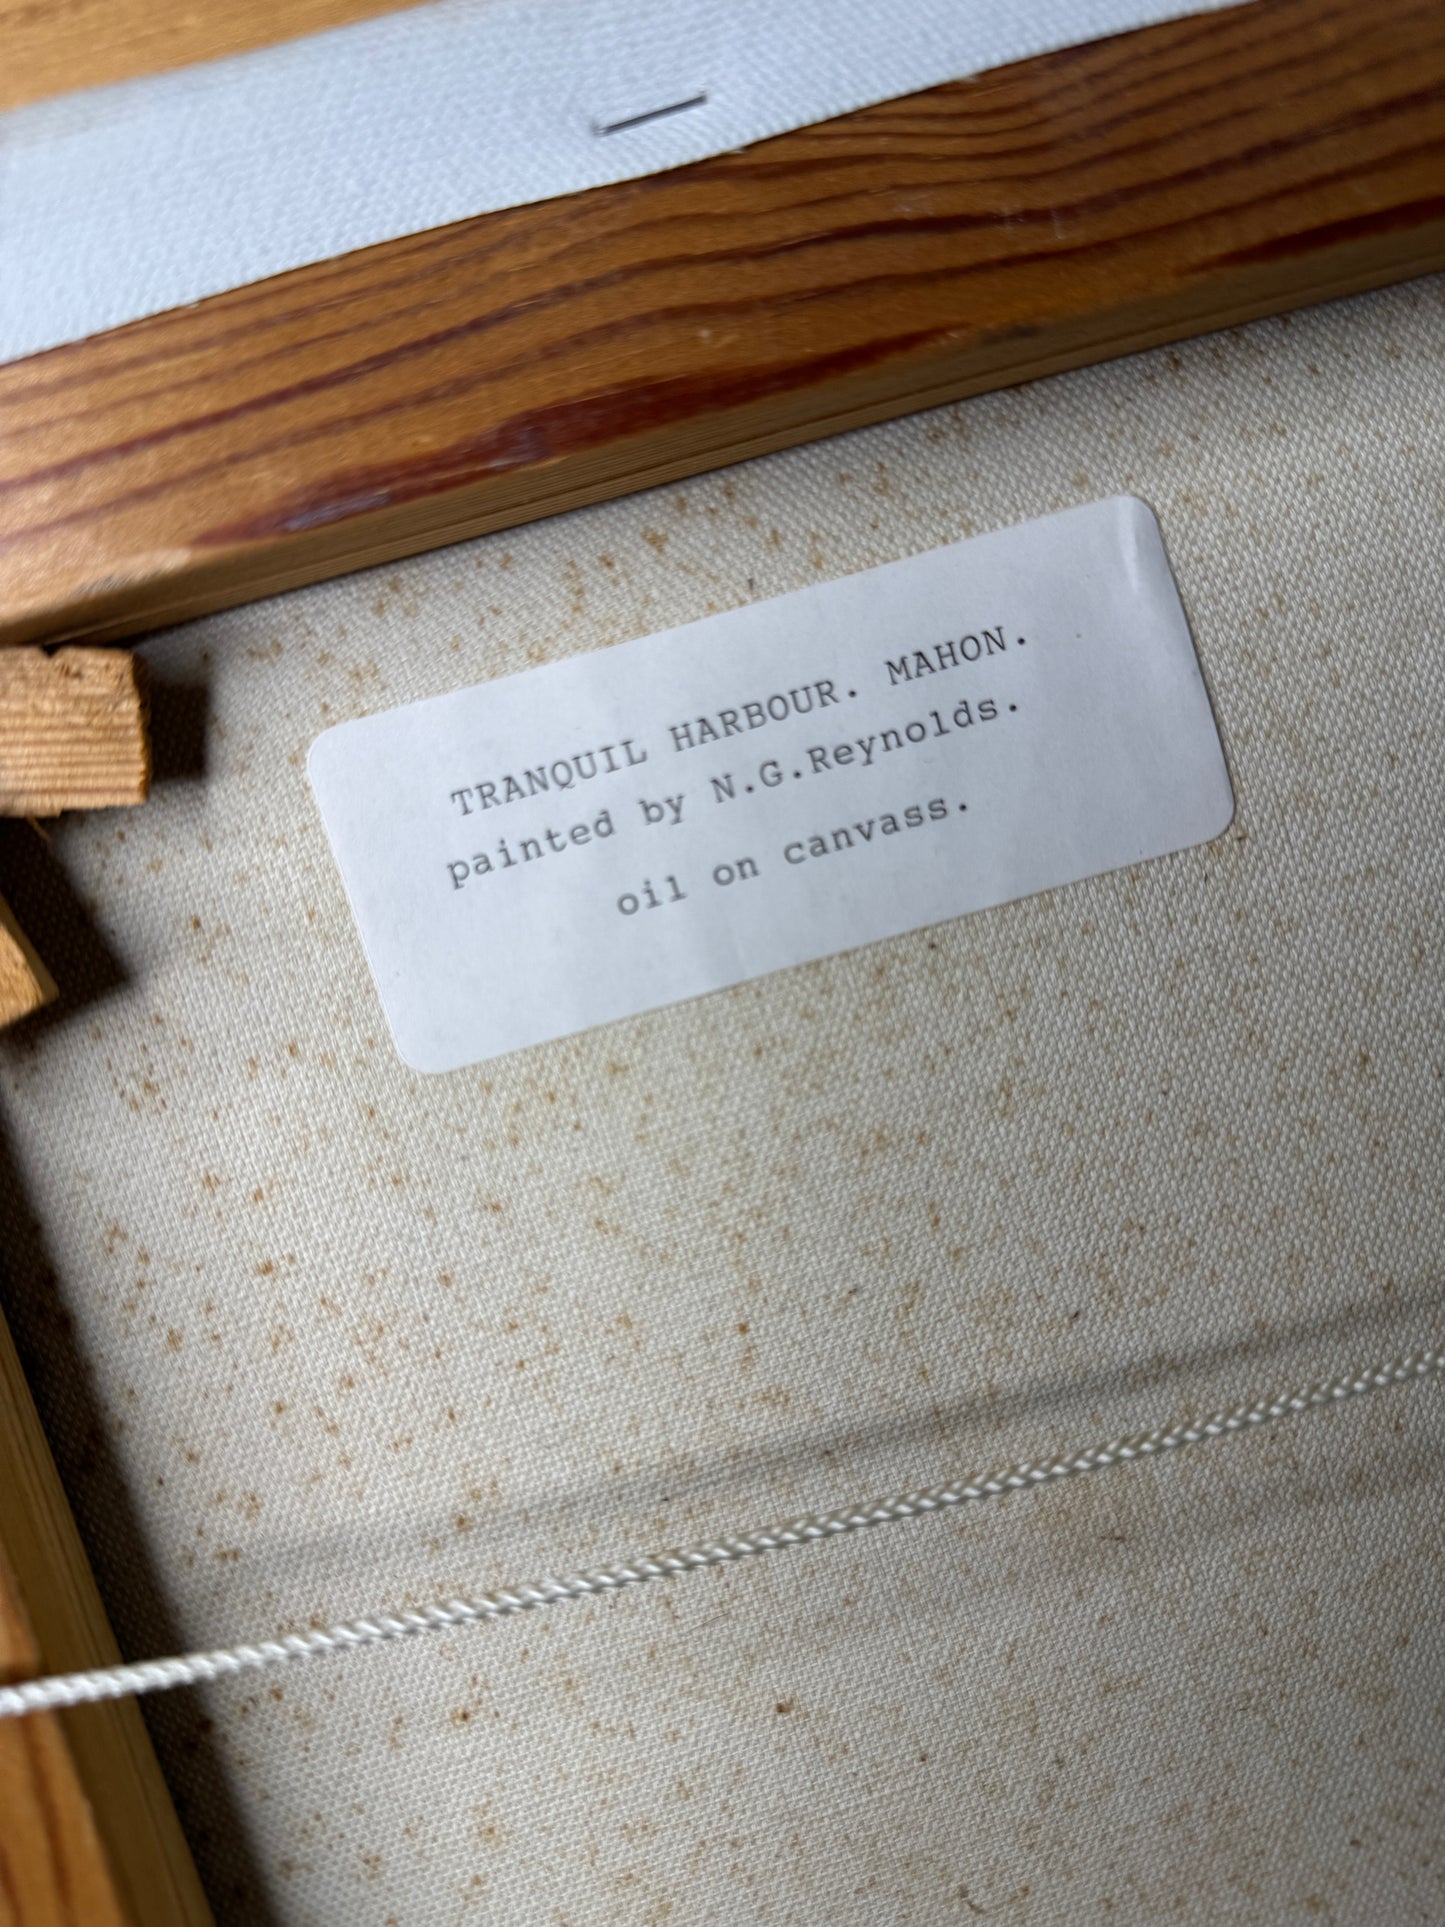 TRANQUIL HARBOUR. MAHON.
painted by N.G.Reynolds.
oil on canvass.